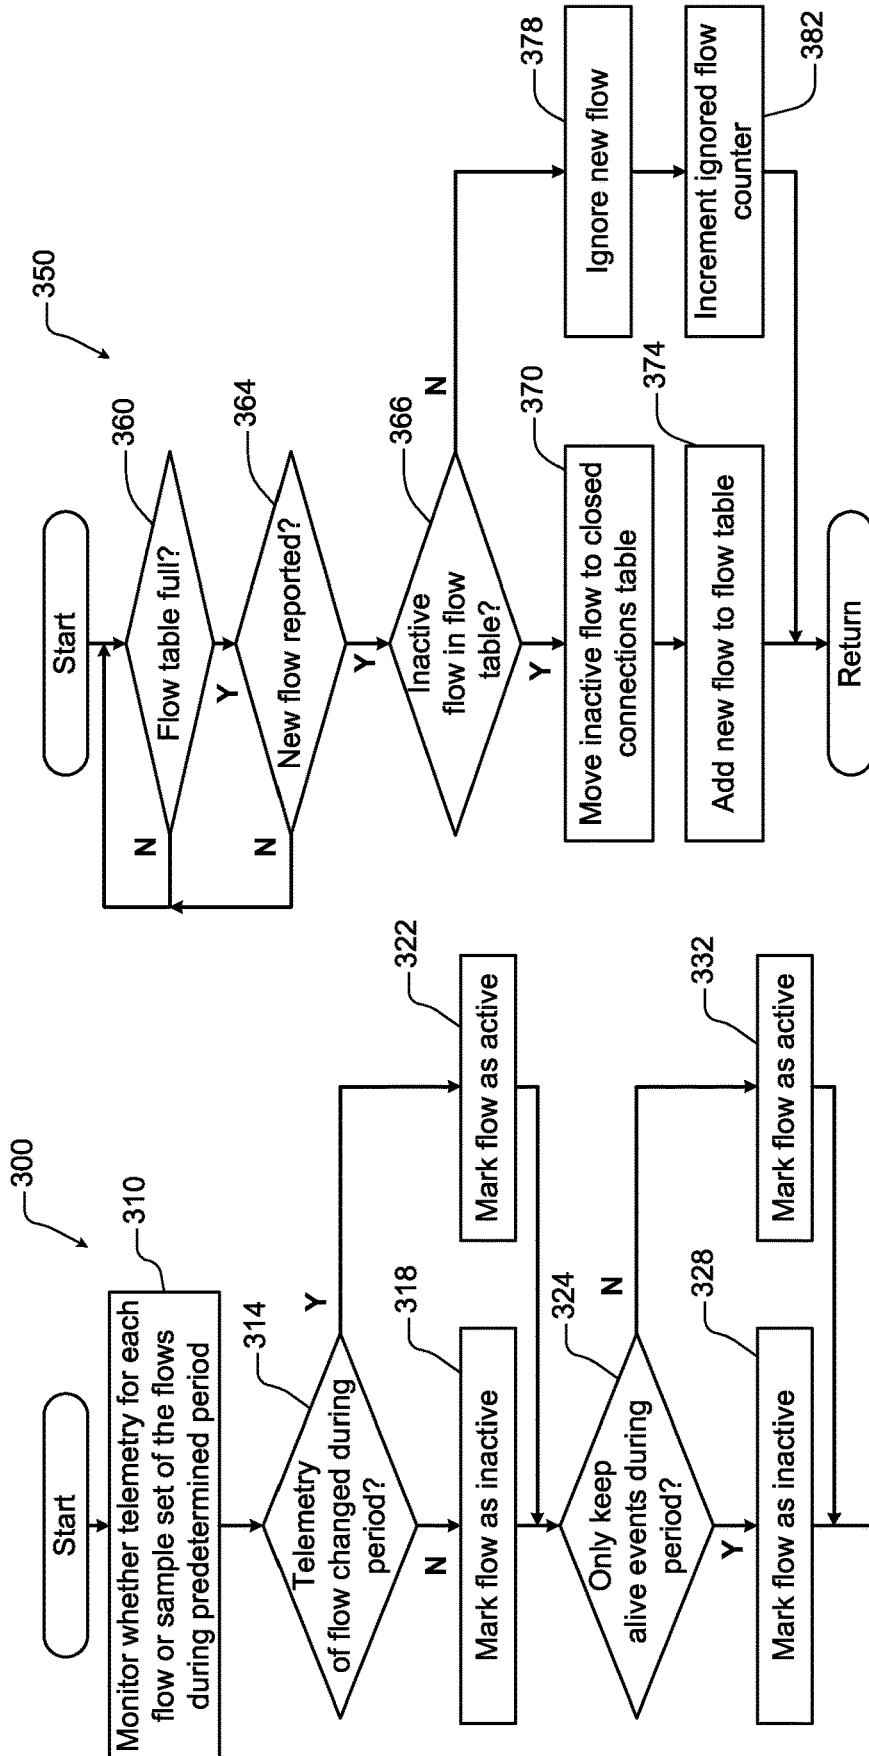 300
Start
Monitor whether telemetry for each
flow or sample set of the flows
during predetermined period
310
Telemetry
of flow changed during
period?
314
Y
N
Mark flow as inactive
318
Mark flow as active
322
Only keep
alive events during
period?
324
N
Y
Mark flow as inactive
328
Mark flow as active
332
350
Start
Flow table full?
360
N
Y
New flow reported?
364
N
Y
Inactive
flow in flow
table?
366
N
Y
Move inactive flow to closed
connections table
370
Add new flow to flow table
374
Ignore new flow
378
Increment ignored flow
counter
382
Return